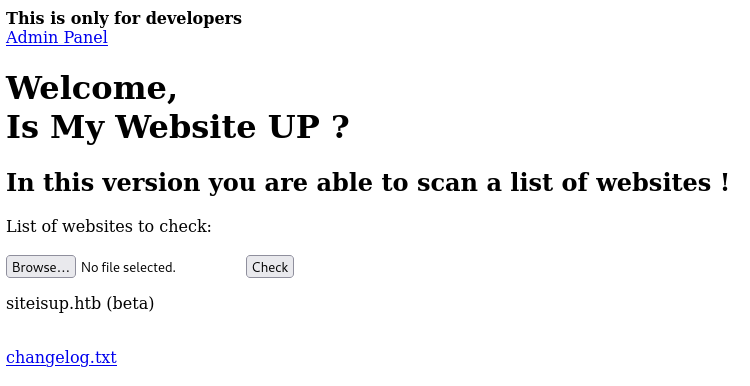 This is only for developers
Admin Panel
Welcome,
Is My Website UP ?
In this version you are able to scan a list of websites !
List of websites to check:
Browse... No file selected. Check
siteisup.htb (beta)
changelog.txt